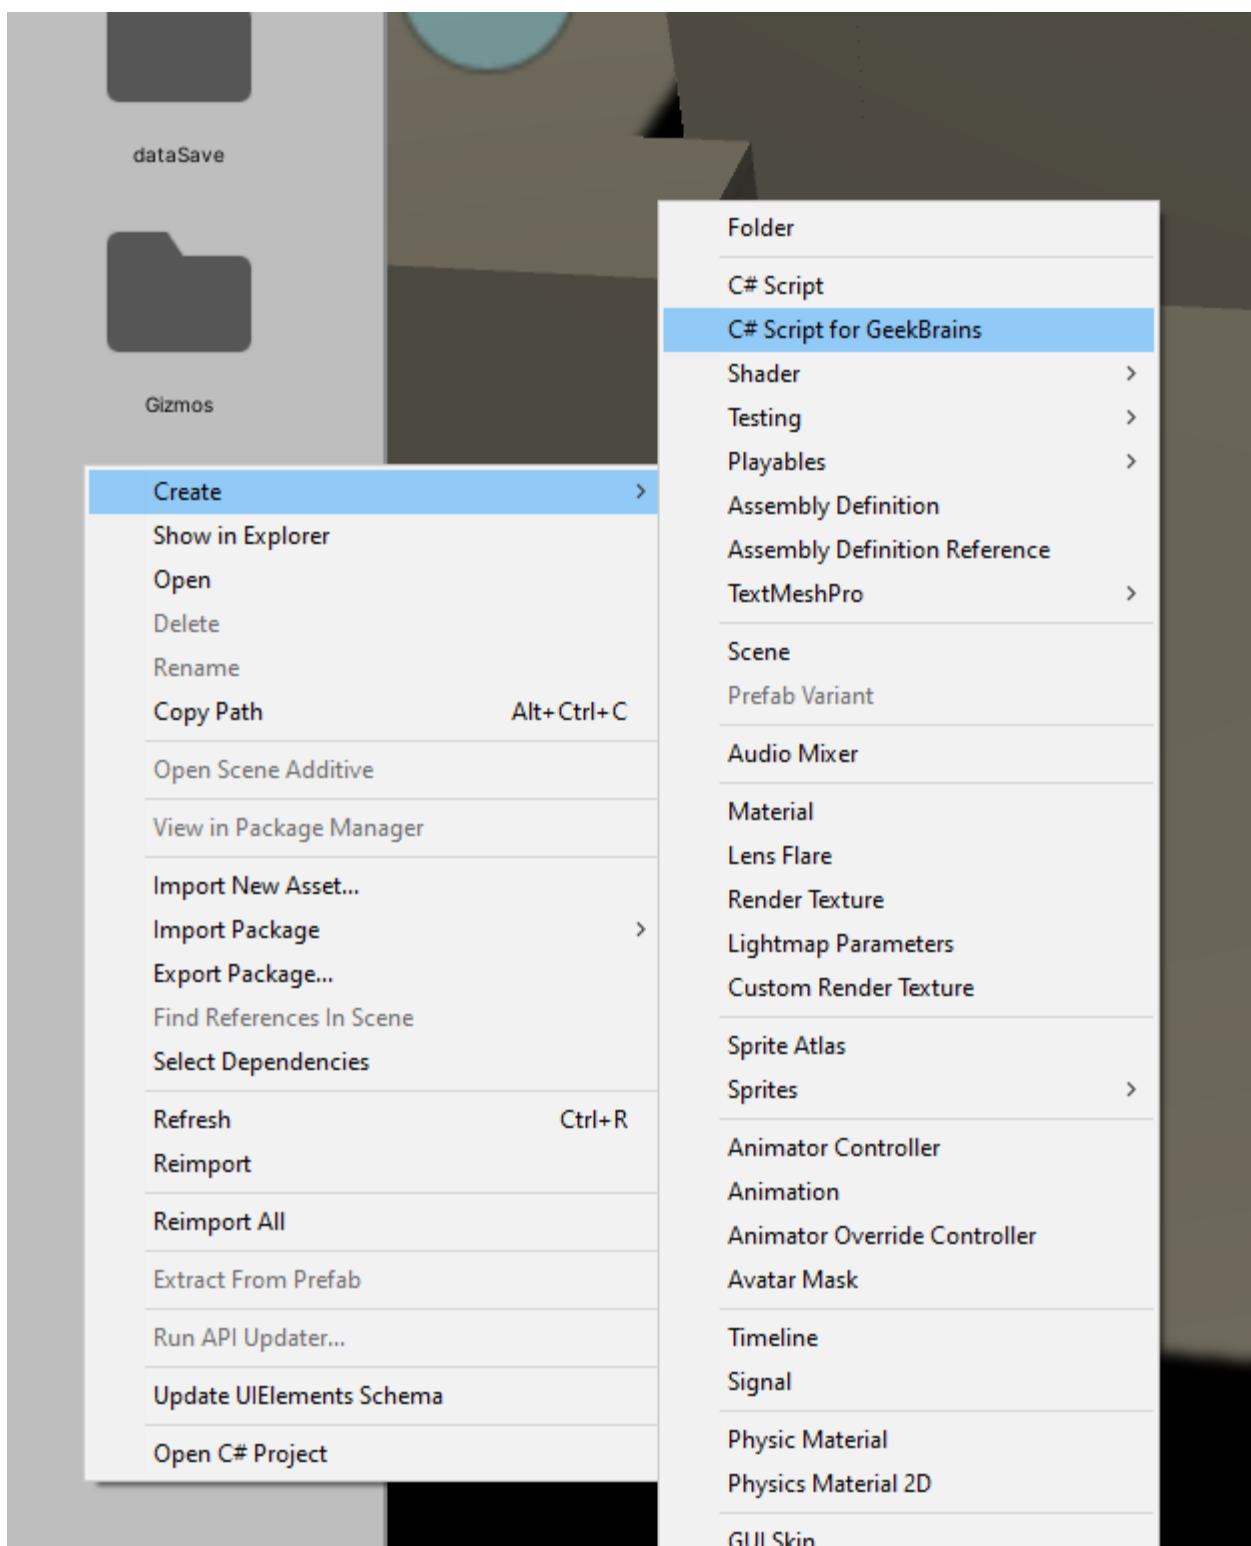 dataSave
Gizmos
Create
Show in Explorer
Open
Delete
Rename
Copy Path Alt+Ctrl+C
Open Scene Additive
View in Package Manager
Import New Asset...
Import Package
Export Package...
Find References In Scene
Select Dependencies
Refresh Ctrl+R
Reimport
Reimport All
Extract From Prefab
Run API Updater...
Update UIElements Schema
Open C# Project
Folder
C# Script
C# Script for GeekBrains
Shader
Testing
Playables
Assembly Definition
Assembly Definition Reference
TextMeshPro
Scene
Prefab Variant
Audio Mixer
Material
Lens Flare
Render Texture
Lightmap Parameters
Custom Render Texture
Sprite Atlas
Sprites
Animator Controller
Animation
Animator Override Controller
Avatar Mask
Timeline
Signal
Physic Material
Physics Material 2D
GUI Skin